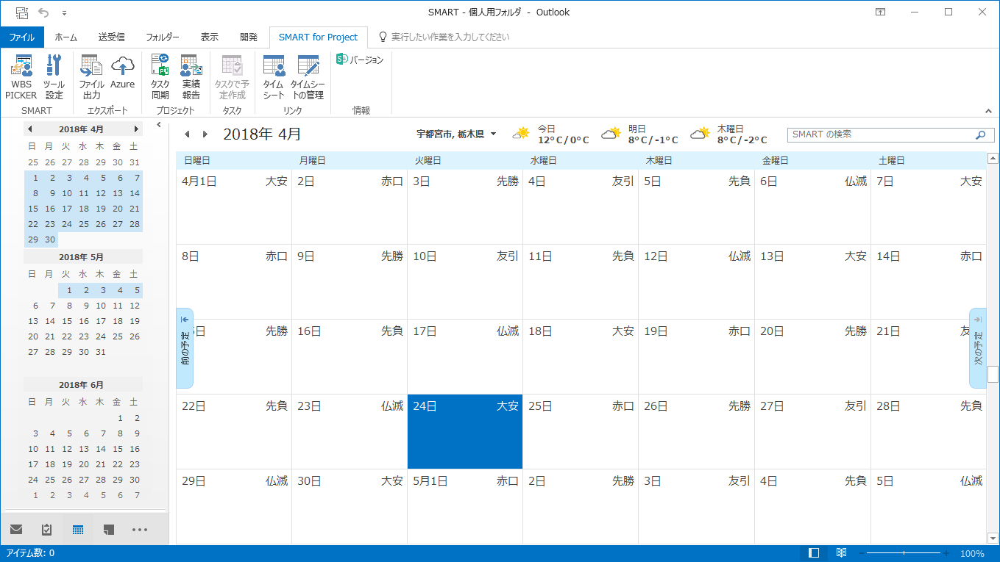 SMART - 個人用フォルダ - Outlook
ファイル ホーム 送受信 フォルダー 表示 開発 SMART for Project 実行したい作業を入力してください
WBS PICKER
ツール設定
SMART
ファイル出力
Azure
エクスポート
タスク同期
実績報告
プロジェクト
タスクで予定作成
タスク
タイムシート
タイムシートの管理
リンク
バージョン
情報
2018年 4月
日 月 火 水 木 金 土
25 26 27 28 29 30 31
1 2 3 4 5 6 7
8 9 10 11 12 13 14
15 16 17 18 19 20 21
22 23 24 25 26 27 28
29 30
2018年 5月
日 月 火 水 木 金 土
1 2 3 4 5
6 7 8 9 10 11 12
13 14 15 16 17 18 19
20 21 22 23 24 25 26
27 28 29 30 31
2018年 6月
日 月 火 水 木 金 土
1 2
3 4 5 6 7 8 9
10 11 12 13 14 15 16
17 18 19 20 21 22 23
24 25 26 27 28 29 30
1 2 3 4 5 6 7
2018年 4月
宇都宮市, 栃木県
今日
12°C/0°C
明日
8°C/-1°C
木曜日
8°C/-2°C
SMART の検索
日曜日 月曜日 火曜日 水曜日 木曜日 金曜日 土曜日
4月1日 大安 2日 赤口 3日 先勝 4日 友引 5日 先負 6日 仏滅 7日 大安
8日 赤口 9日 先勝 10日 友引 11日 先負 12日 仏滅 13日 大安 14日 赤口
5日 先勝 16日 先負 17日 仏滅 18日 大安 19日 赤口 20日 先勝 21日 友
前の予定
次の予定
22日 先負 23日 仏滅 24日 大安 25日 赤口 26日 先勝 27日 友引 28日 先負
29日 仏滅 30日 大安 5月1日 赤口 2日 先勝 3日 友引 4日 先負 5日 仏滅
アイテム数: 0
100%